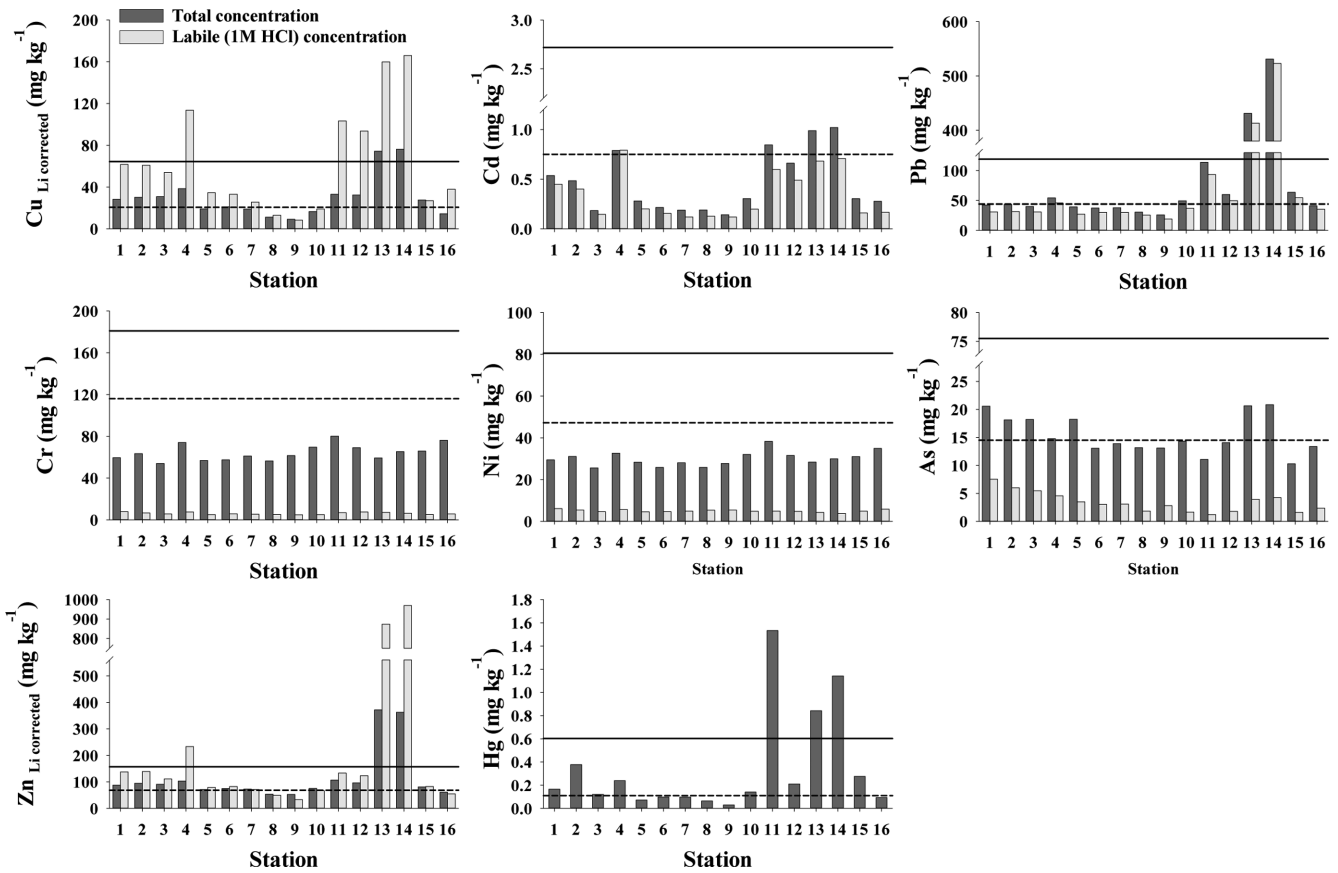 Total concentration
Labile (1M HCl) concentration
Cu Li corrected (mg kg-1)
200
160
120
80
40
0
1 2 3 4 5 6 7 8 9 10 11 12 13 14 15 16
Station
Cd (mg kg-1)
3.0
2.5
1.0
0.5
0.0
1 2 3 4 5 6 7 8 9 10 11 12 13 14 15 16
Station
Pb (mg kg-1)
600
500
400
100
50
0
1 2 3 4 5 6 7 8 9 10 11 12 13 14 15 16
Station
Cr (mg kg-1)
200
160
120
80
40
0
1 2 3 4 5 6 7 8 9 10 11 12 13 14 15 16
Station
Ni (mg kg-1)
100
80
60
40
20
0
1 2 3 4 5 6 7 8 9 10 11 12 13 14 15 16
Station
As (mg kg-1)
80
75
25
20
15
10
5
0
1 2 3 4 5 6 7 8 9 10 11 12 13 14 15 16
Station
Zn Li corrected (mg kg-1)
1000
900
800
500
400
300
200
100
0
1 2 3 4 5 6 7 8 9 10 11 12 13 14 15 16
Station
Hg (mg kg-1)
1.8
1.6
1.4
1.2
1.0
0.8
0.6
0.4
0.2
0.0
1 2 3 4 5 6 7 8 9 10 11 12 13 14 15 16
Station